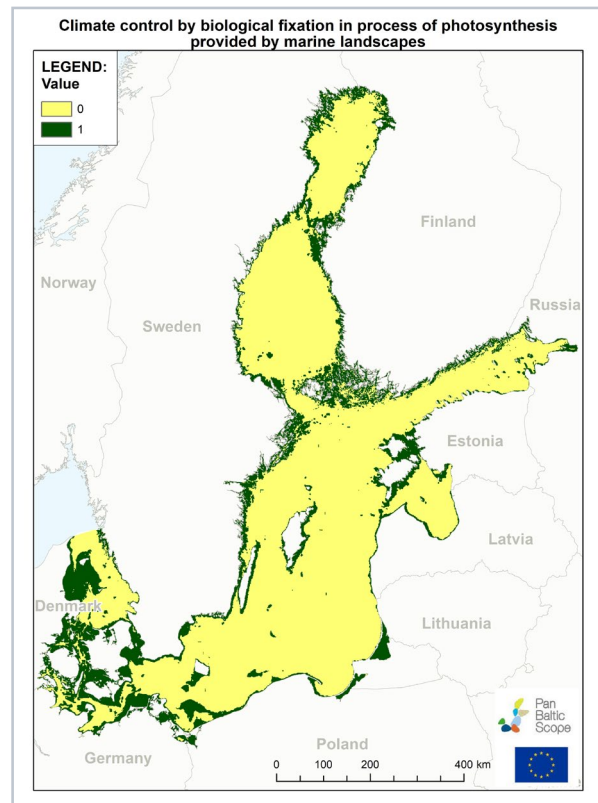 Climate control by biological fixation in process of photosynthesis
provided by marine landscapes
LEGEND:
Value
0
1
Finland
Norway
Russia
Sweden
Estonia
Latvia
Denmark
Lithuania
Pan
Baltic
Scope
Poland
Germany
0 100 200 400 km